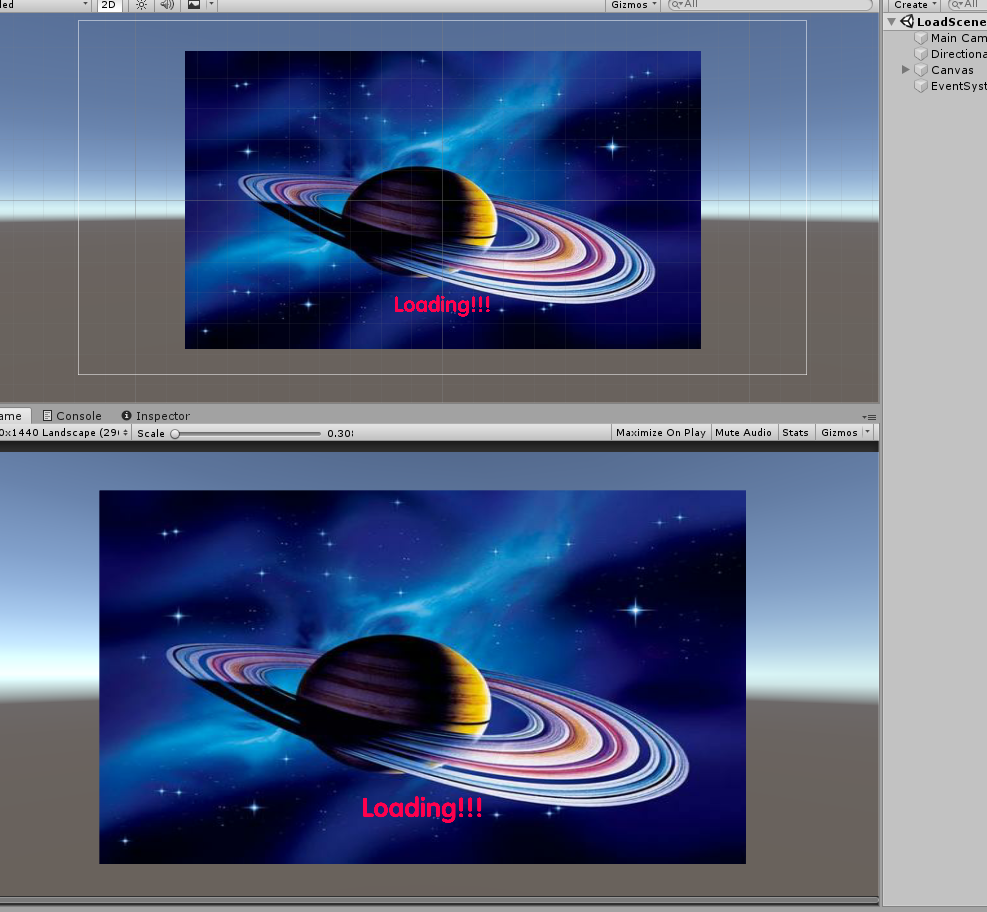 2D
Gizmos
All
Create
All
LoadScene
Main Cam
Directiona
Canvas
EventSyst
Loading!!!
ame
Console
Inspector
0x1440 Landscape (29
Scale
0.30
Maximize On Play
Mute Audio
Stats
Gizmos
Loading!!!